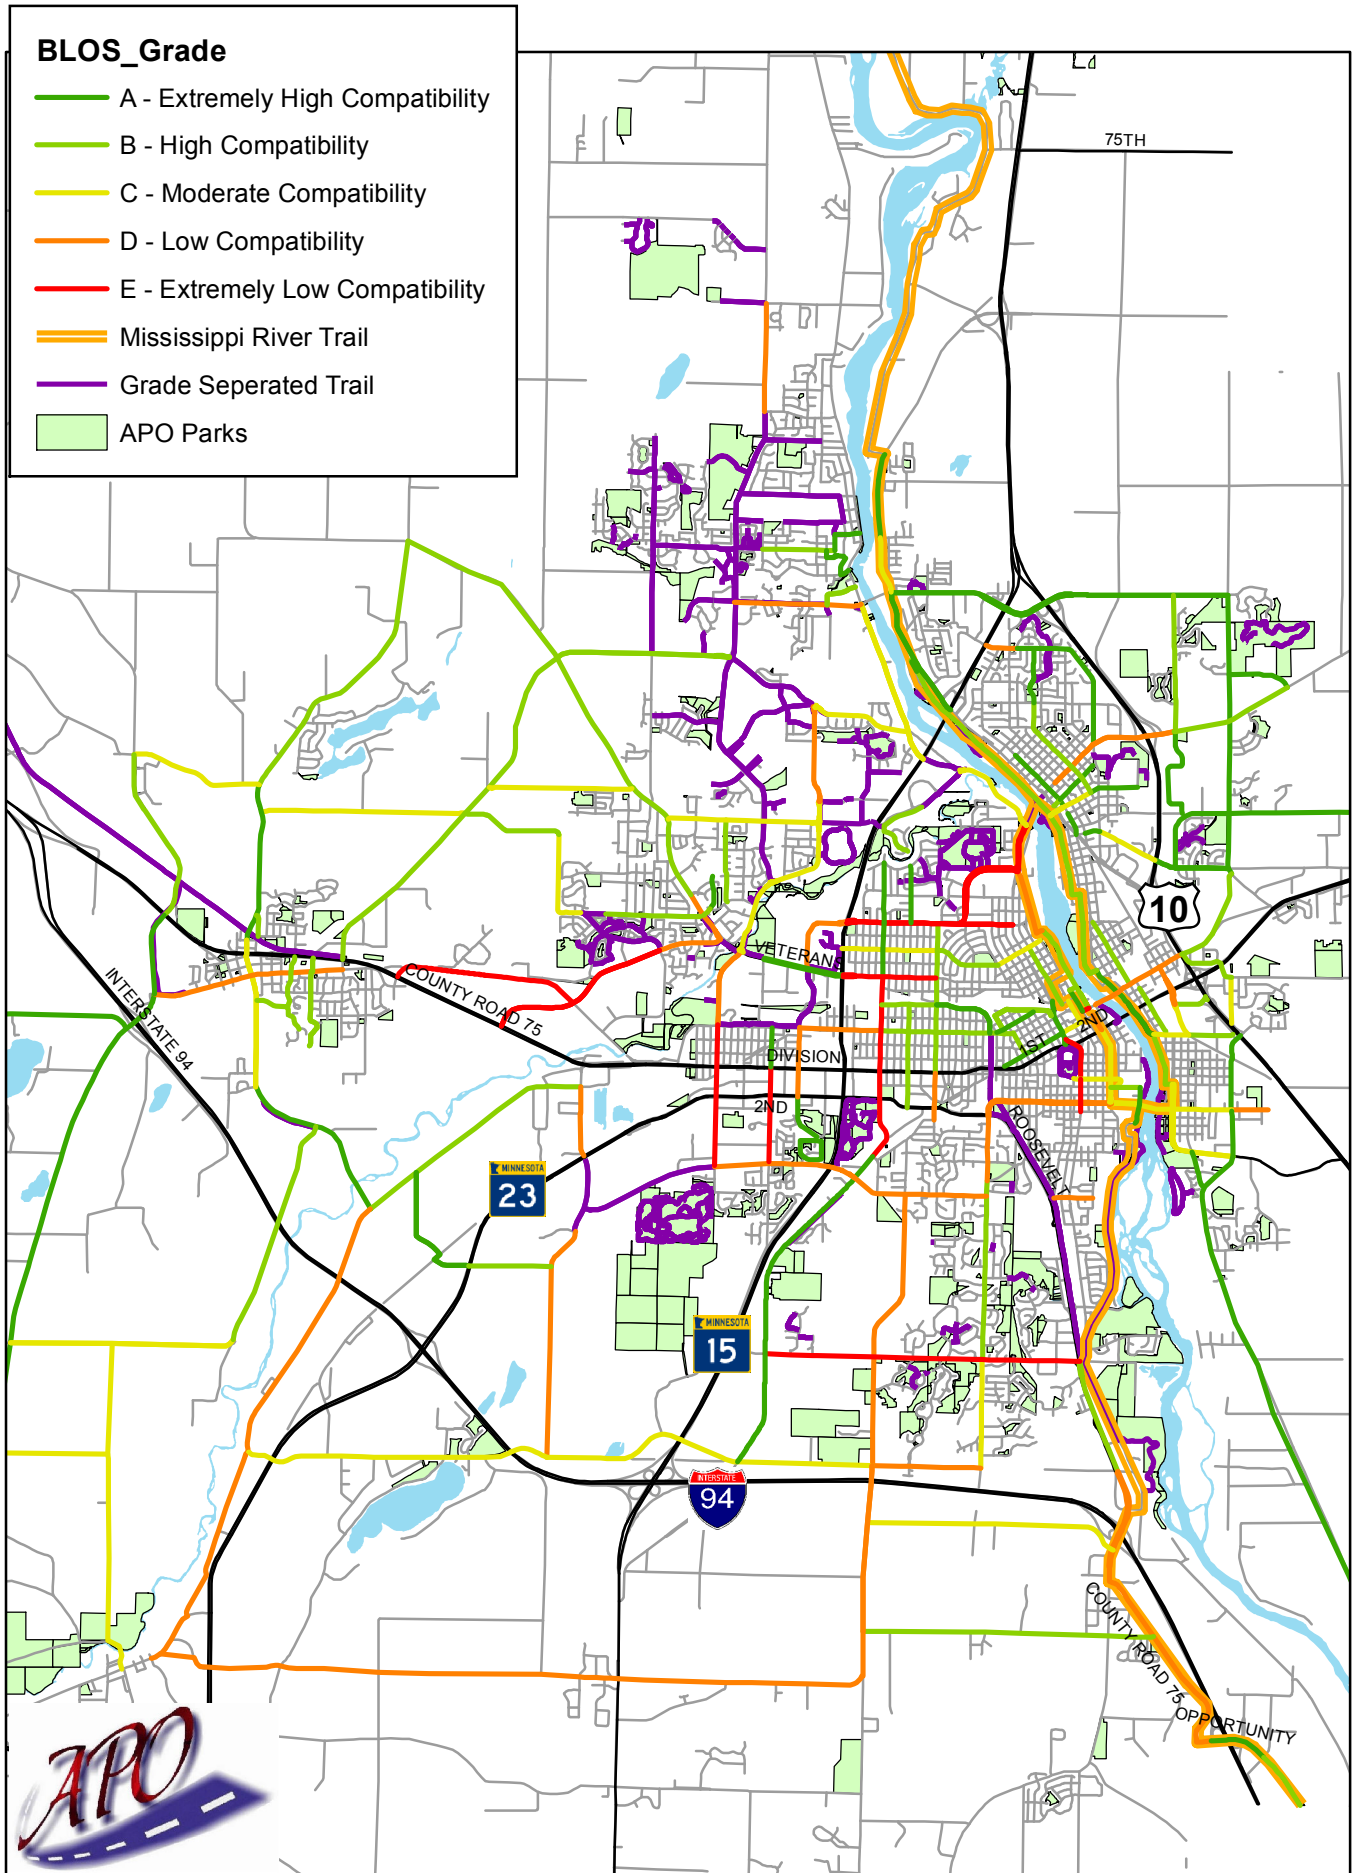 BLOS_Grade
A - Extremely High Compatibility
B - High Compatibility
C - Moderate Compatibility
D - Low Compatibility
E - Extremely Low Compatibility
Mississippi River Trail
Grade Seperated Trail
APO Parks
75TH
10
VETERANS
COUNTY ROAD 75
INTERSTATE 94
2ND
1ST
DIVISION
2ND
ROOSEVELT
MINNESOTA
23
MINNESOTA
15
INTERSTATE
94
COUNTY ROAD 75
OPPORTUNITY
APO